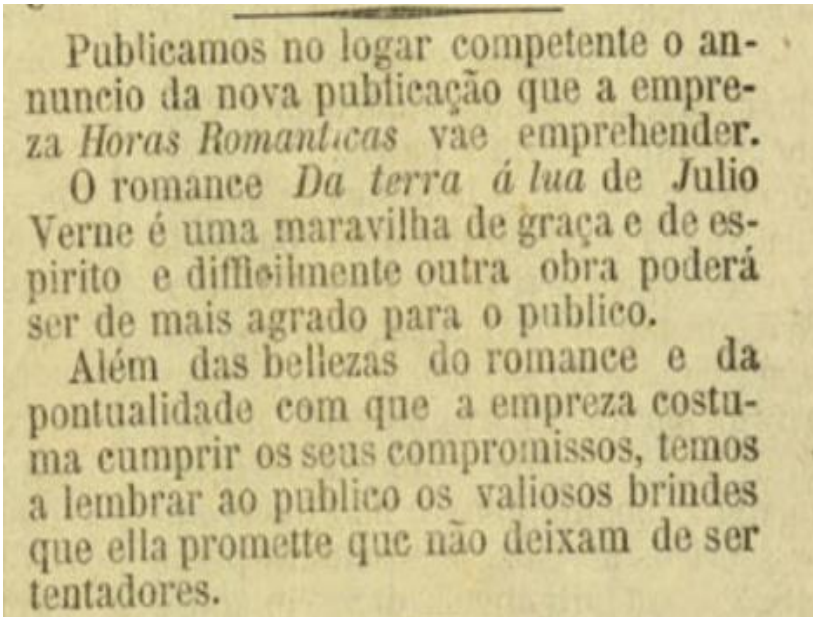 Publicamos no logar competente o an-
nuncio da nova publicação que a empre-
za Horas Romanticas vae emprehender.
O romance Da terra á lua de Julio
Verne é uma maravilha de graça e de es-
pirito e difficilmente outra obra poderá
ser de mais agrado para o publico.
Além das bellezas do romance e da
pontualidade com que a empreza costu-
ma cumprir os seus compromissos, temos
a lembrar ao publico os valiosos brindes
que ella promette que não deixam de ser
tentadores.